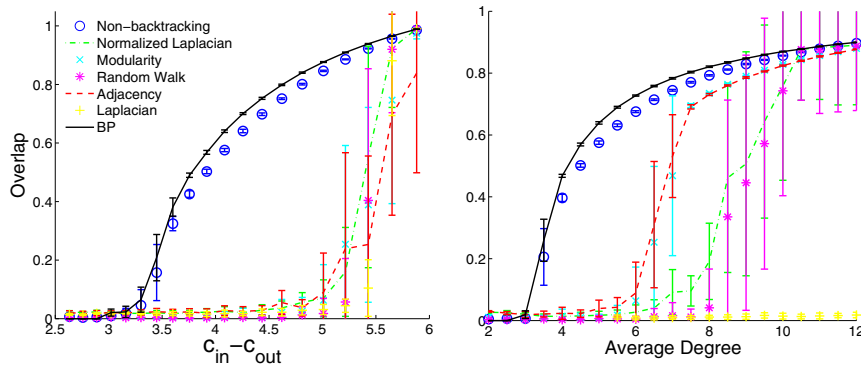 Non-backtracking
Normalized Laplacian
Modularity
Random Walk
Adjacency
Laplacian
BP
Overlap
1
0.8
0.6
0.4
0.2
0
2.5
3
3.5
4
4.5
5
5.5
6
c_in-c_out
1
0.8
0.6
0.4
0.2
0
2
4
6
8
10
12
Average Degree